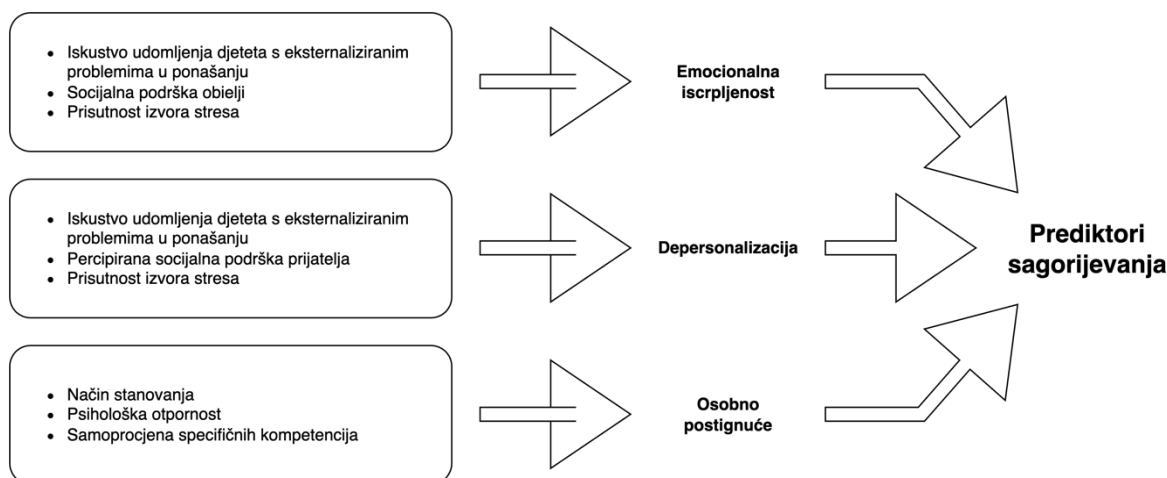 • Iskustvo udomljenja djeteta s eksternaliziranim
problemima u ponašanju
• Socijalna podrška obielji
• Prisutnost izvora stresa
Emocionalna
iscrpljenost
• Iskustvo udomljenja djeteta s eksternaliziranim
problemima u ponašanju
• Percipirana socijalna podrška prijatelja
• Prisutnost izvora stresa
Depersonalizacija
Prediktori
sagorijevanja
• Način stanovanja
• Psihološka otpornost
• Samoprocjena specifičnih kompetencija
Osobno
postignuće